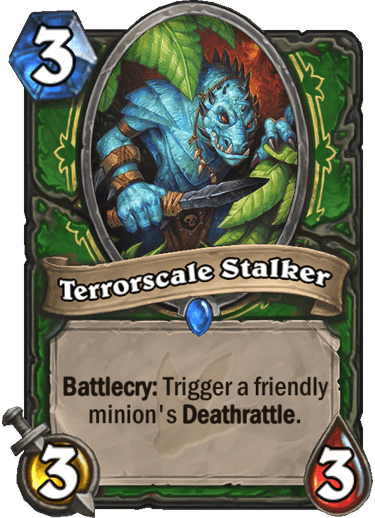 3
Terrorscale Stalker
Battlecry: Trigger a friendly
minion's Deathrattle.
3
3